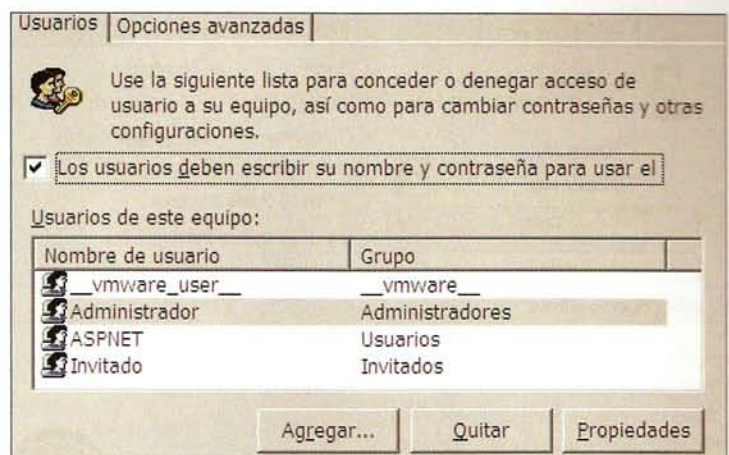 Usuarios Opciones avanzadas
Use la siguiente lista para conceder o denegar acceso de
usuario a su equipo, así como para cambiar contraseñas y otras
configuraciones.
Los usuarios deben escribir su nombre y contraseña para usar el
Usuarios de este equipo:
Nombre de usuario Grupo
__vmware_user__ __vmware__
Administrador Administradores
ASPNET Usuarios
Invitado Invitados
Agregar... Quitar Propiedades